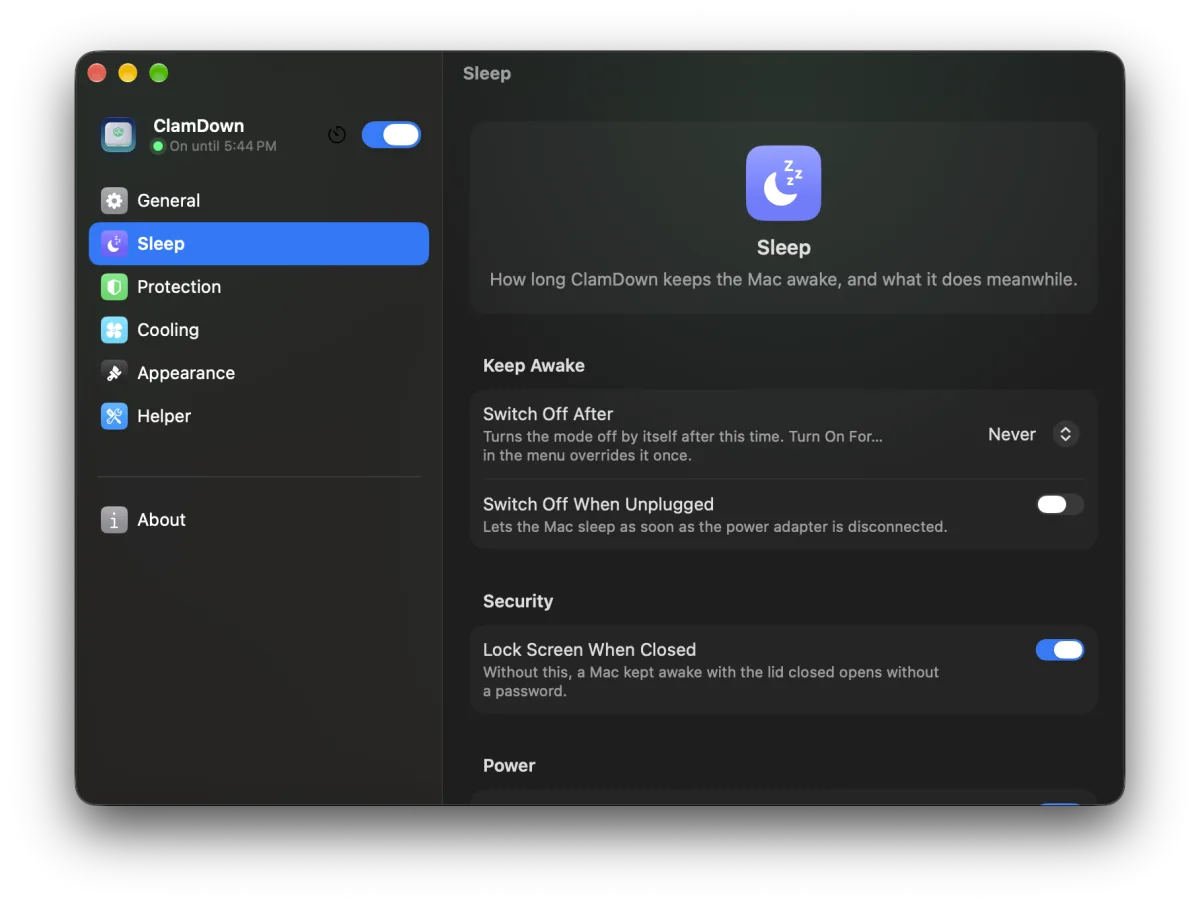 Sleep
ClamDown
On until 5:44 PM
General
Sleep
Protection
Cooling
Appearance
Helper
About
Sleep
How long ClamDown keeps the Mac awake, and what it does meanwhile.
Keep Awake
Switch Off After
Turns the mode off by itself after this time. Turn On For...
in the menu overrides it once.
Never
Switch Off When Unplugged
Lets the Mac sleep as soon as the power adapter is disconnected.
Security
Lock Screen When Closed
Without this, a Mac kept awake with the lid closed opens without
a password.
Power